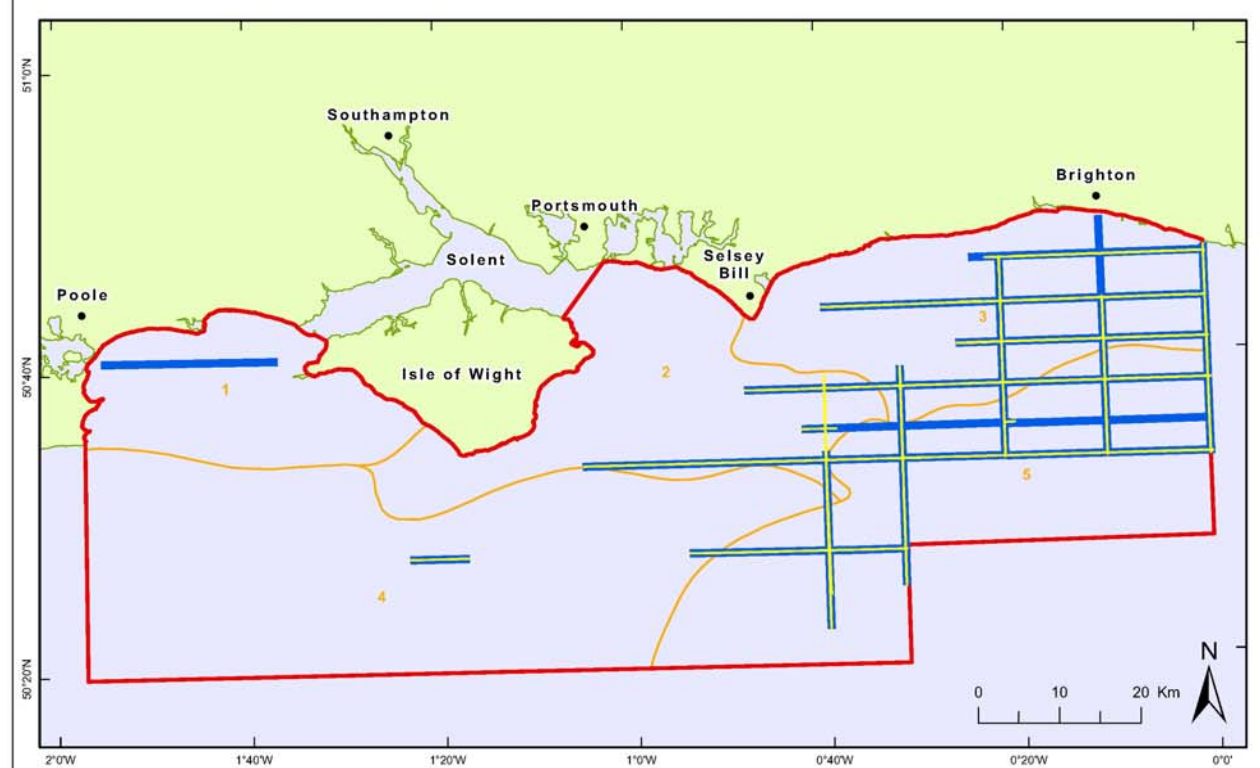 51°0'N
Southampton
Brighton
Portsmouth
Selsey
Bill
Solent
Poole
3
Isle of Wight
2
50°40'N
1
5
4
N
50°20'N
0 10 20 Km
2°0'W 1°40'W 1°20'W 1°0'W 0°40'W 0°20'W 0°0'